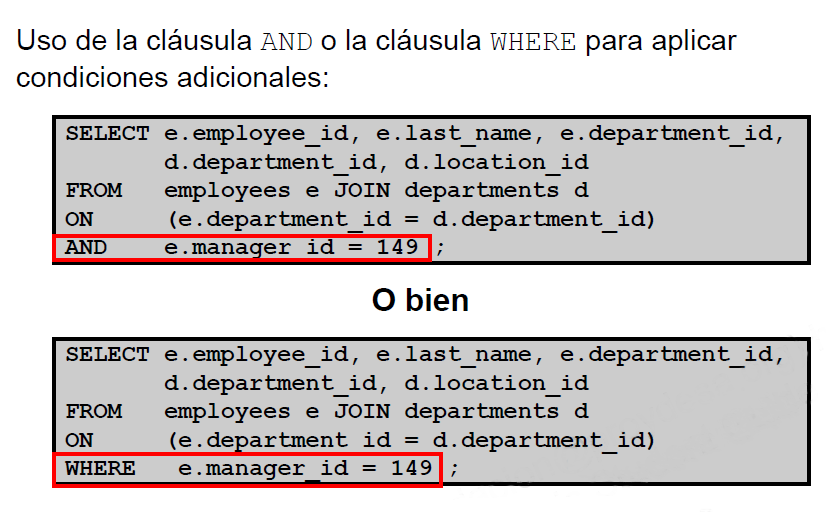 Uso de la cláusula AND o la cláusula WHERE para aplicar
condiciones adicionales:
SELECT e.employee_id, e.last_name, e.department_id,
d.department_id, d.location_id
FROM employees e JOIN departments d
ON (e.department_id = d.department_id)
AND e.manager_id = 149 ;
O bien
SELECT e.employee_id, e.last_name, e.department_id,
d.department_id, d.location_id
FROM employees e JOIN departments d
ON (e.department_id = d.department_id)
WHERE e.manager_id = 149 ;